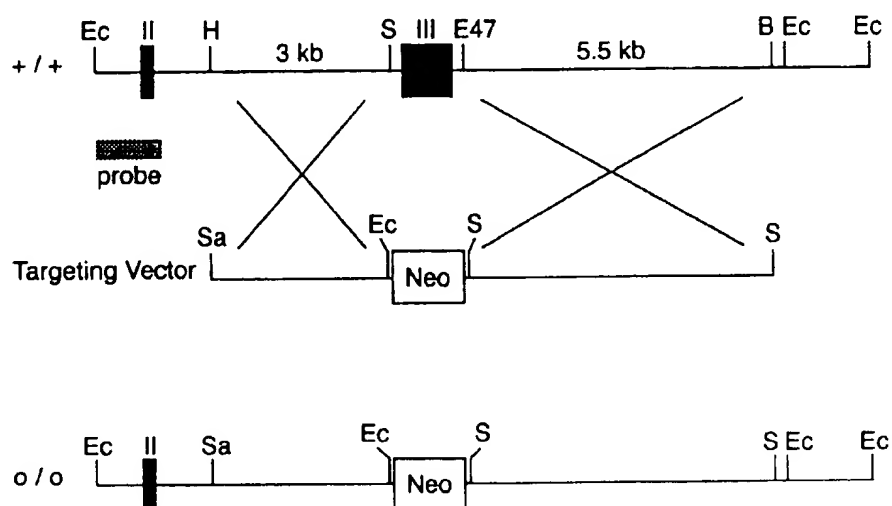 Ec II H S III E47 B Ec Ec
+ / + 3 kb 5.5 kb
probe
Sa Ec S S
Targeting Vector Neo
Ec II Sa Ec S S Ec Ec
o / o Neo